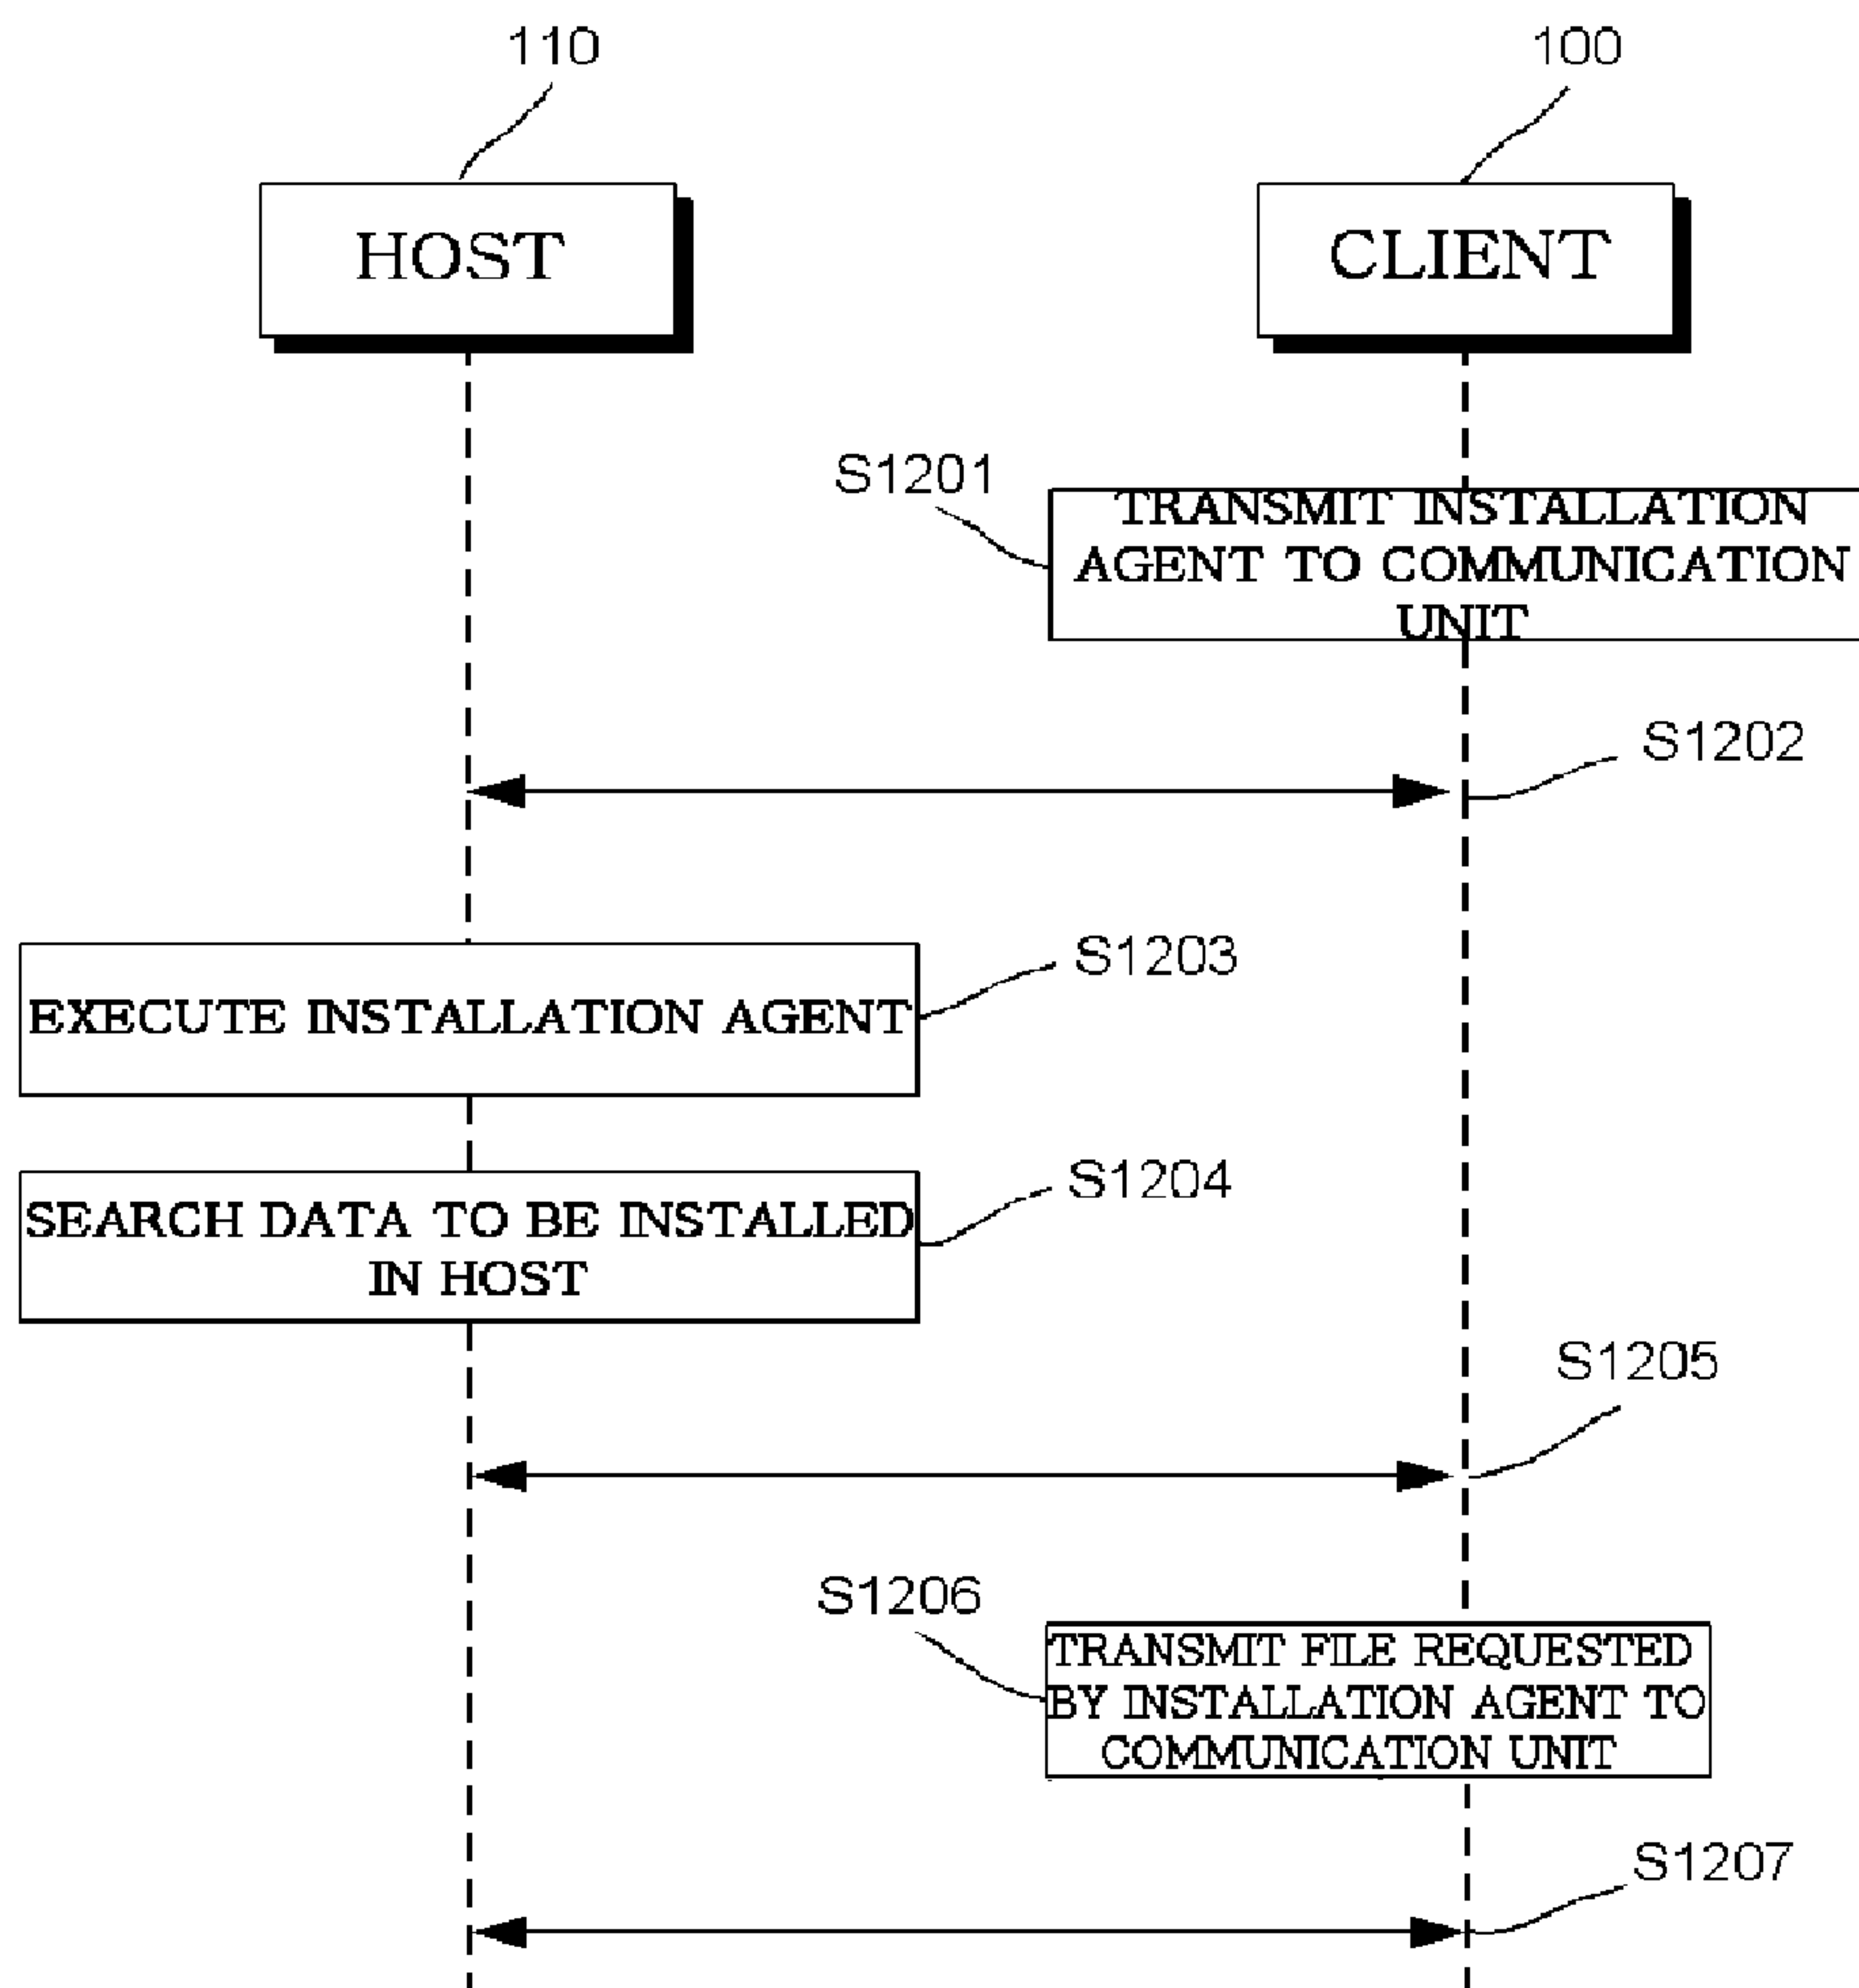 110
100
HOST
CLIENT
S1201
TRANSMIT INSTALLATION
AGENT TO COMMUNICATION
UNIT
S1202
S1203
EXECUTE INSTALLATION AGENT
S1204
SEARCH DATA TO BE INSTALLED
IN HOST
S1205
S1206
TRANSMIT FILE REQUESTED
BY INSTALLATION AGENT TO
COMMUNICATION UNIT
S1207